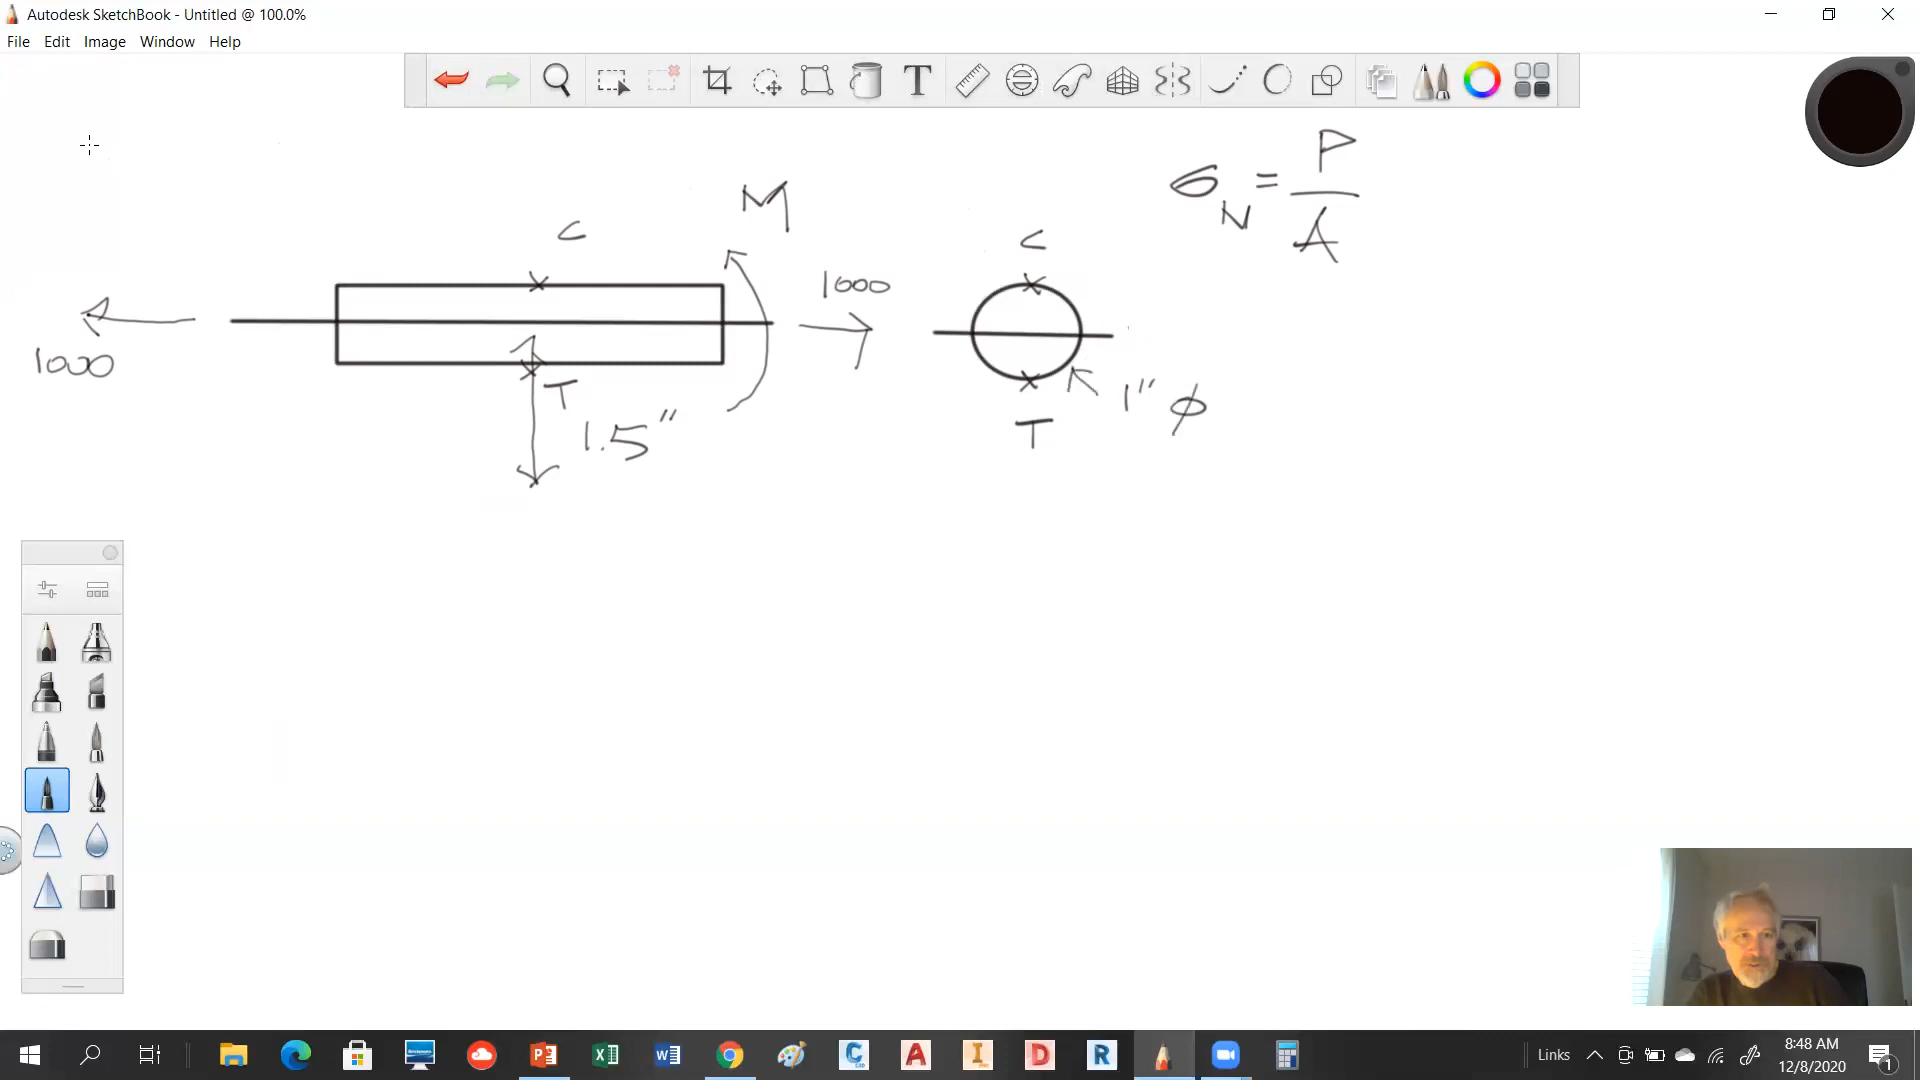 Autodesk SketchBook - Untitled @ 100.0%
File Edit Image Window Help
T
σN = P/A
M
C
C
1000
1000
T
1.5"
1" φ
T
Links
8:48 AM
12/8/2020
1